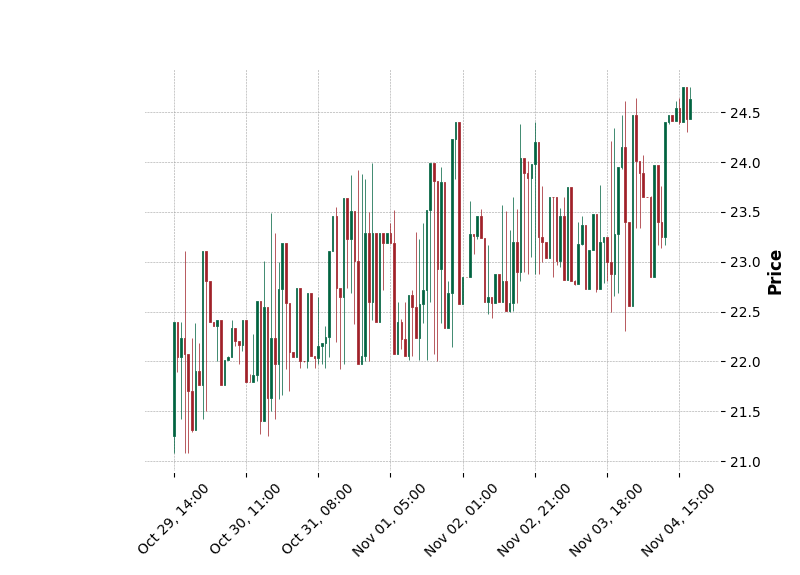 24.5
24.0
23.5
23.0
22.5
22.0
21.5
21.0
Price
Oct 29, 14:00
Oct 30, 11:00
Oct 31, 08:00
Nov 01, 05:00
Nov 02, 01:00
Nov 02, 21:00
Nov 03, 18:00
Nov 04, 15:00